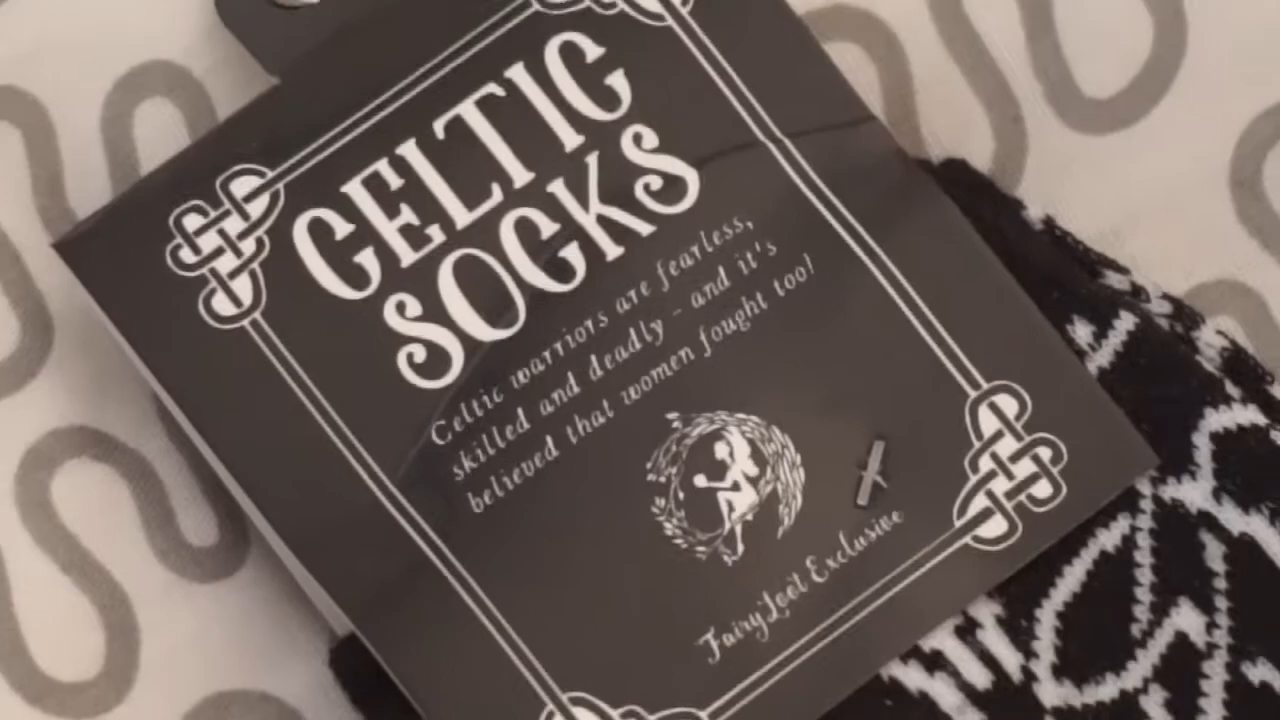 CELTIC
SOCKS
Celtic warriors are fearless,
skilled and deadly - and it's
believed that women fought too!
FairyLoot Exclusive